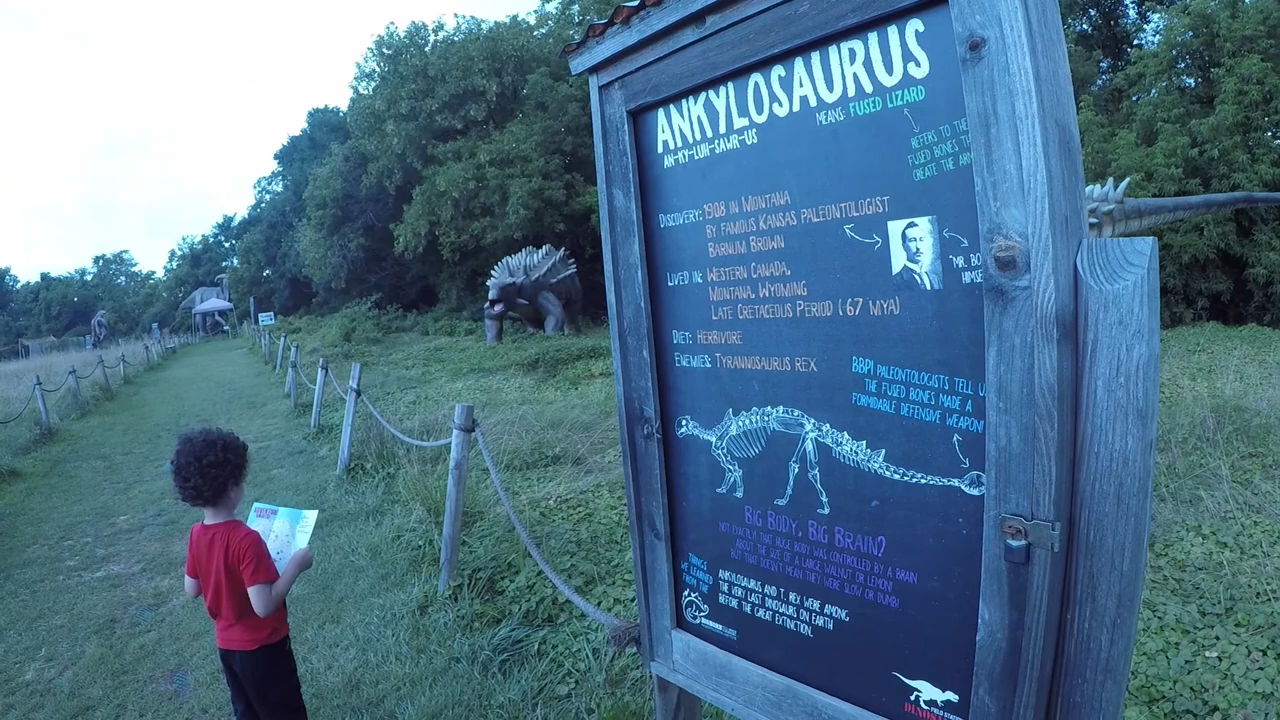 ANKYLOSAURUS
AN-KY-LUH-SAWR-US
MEANS: FUSED LIZARD
REFERS TO THE
FUSED BONES
CREATE THE
DISCOVERY: 1908 IN MONTANA
BY FAMOUS KANSAS PALEONTOLOGIST
BARNUM BROWN
"MR.
LIVED IN: WESTERN CANADA,
MONTANA, WYOMING
LATE CRETACEOUS PERIOD (-67 MYA)
DIET: HERBIVORE
ENEMIES: TYRANNOSAURUS REX
BBPI PALEONTOLOGISTS TELL
THE FUSED BONES MADE A
FORMIDABLE DEFENSIVE WEAPON!
BIG BODY, BIG BRAIN?
NOT EXACTLY! THAT HUGE BODY WAS CONTROLLED BY A BRAIN
ABOUT THE SIZE OF A LARGE WALNUT OR LEMON!
BUT THAT DOESN'T MEAN THEY WERE SLOW OR DUMB!
THINGS
WE LEARNED
FROM THE
ANKYLOSAURUS AND T. REX WERE AMONG
THE VERY LAST DINOSAURS ON EARTH
BEFORE THE GREAT EXTINCTION.
FIELD STATION